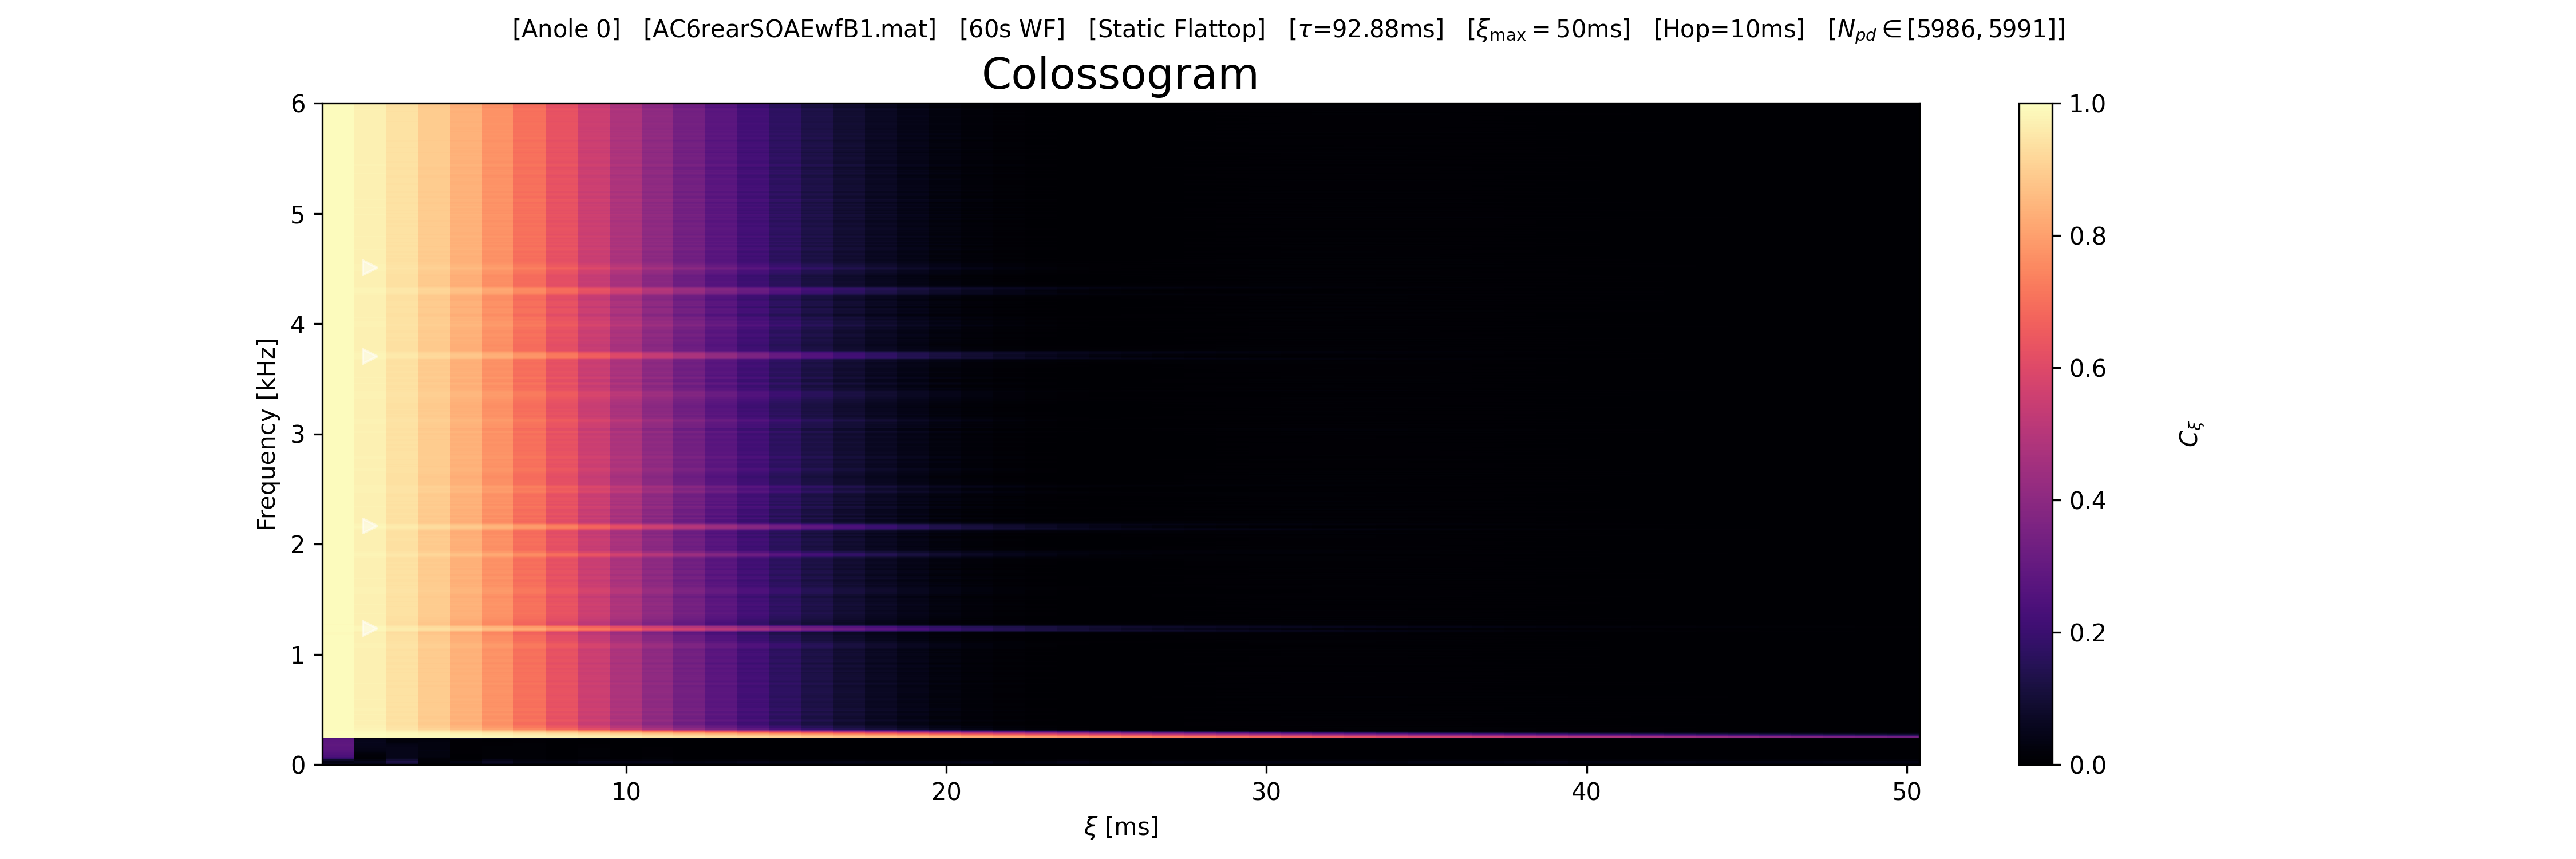 [Anole 0] [AC6rearSOAEwfB1.mat] [60s WF] [Static Flattop] [τ=92.88ms] [ξmax = 50ms] [Hop=10ms] [Npd ∈ [5986, 5991]]
Colossogram
6
5
4
3
2
1
0
Frequency [kHz]
10 20 30 40 50
ξ [ms]
1.0
0.8
0.6
0.4
0.2
0.0
Cξ